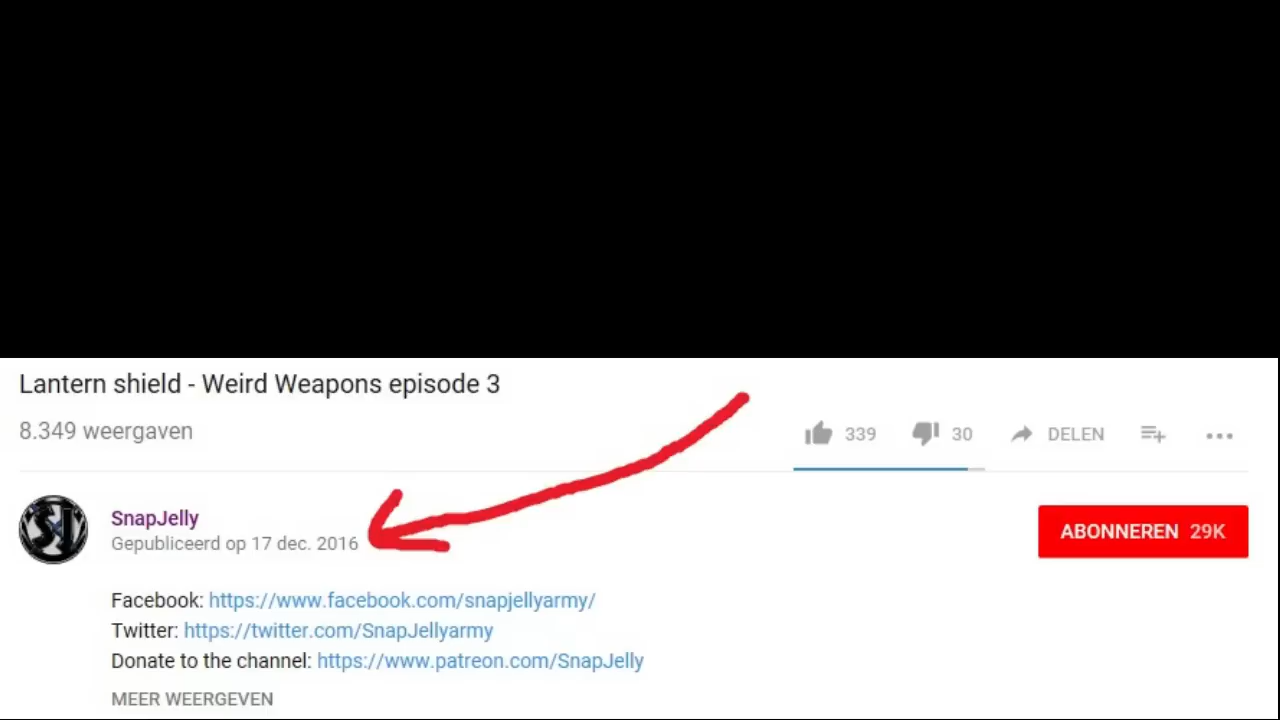 Lantern shield - Weird Weapons episode 3
8.349 weergaven
339 30 DELEN
SJ
SnapJelly
Gepubliceerd op 17 dec. 2016
ABONNEREN 29K
Facebook: https://www.facebook.com/snapjellyarmy/
Twitter: https://twitter.com/SnapJellyarmy
Donate to the channel: https://www.patreon.com/SnapJelly
MEER WEERGEVEN